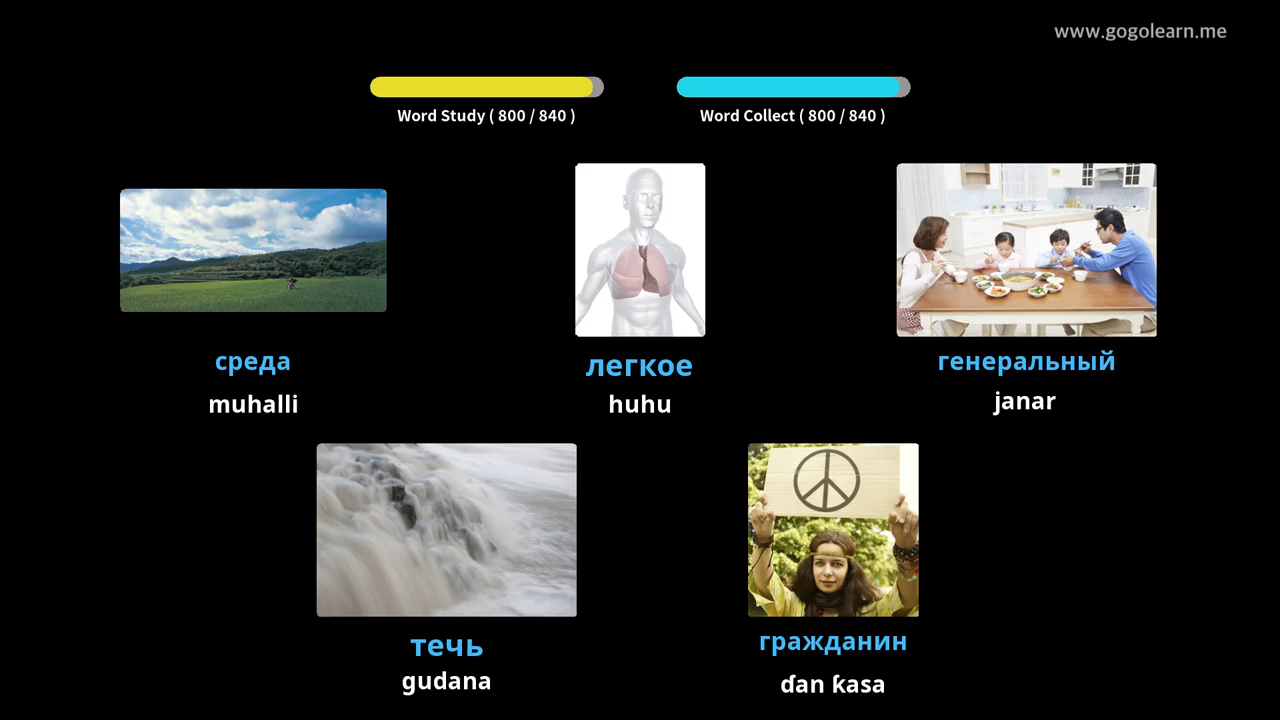 www.gogolearn.me
Word Study ( 800 / 840 )
Word Collect ( 800 / 840 )
среда
muhalli
легкое
huhu
генеральный
janar
течь
gudana
гражданин
ɗan ƙasa